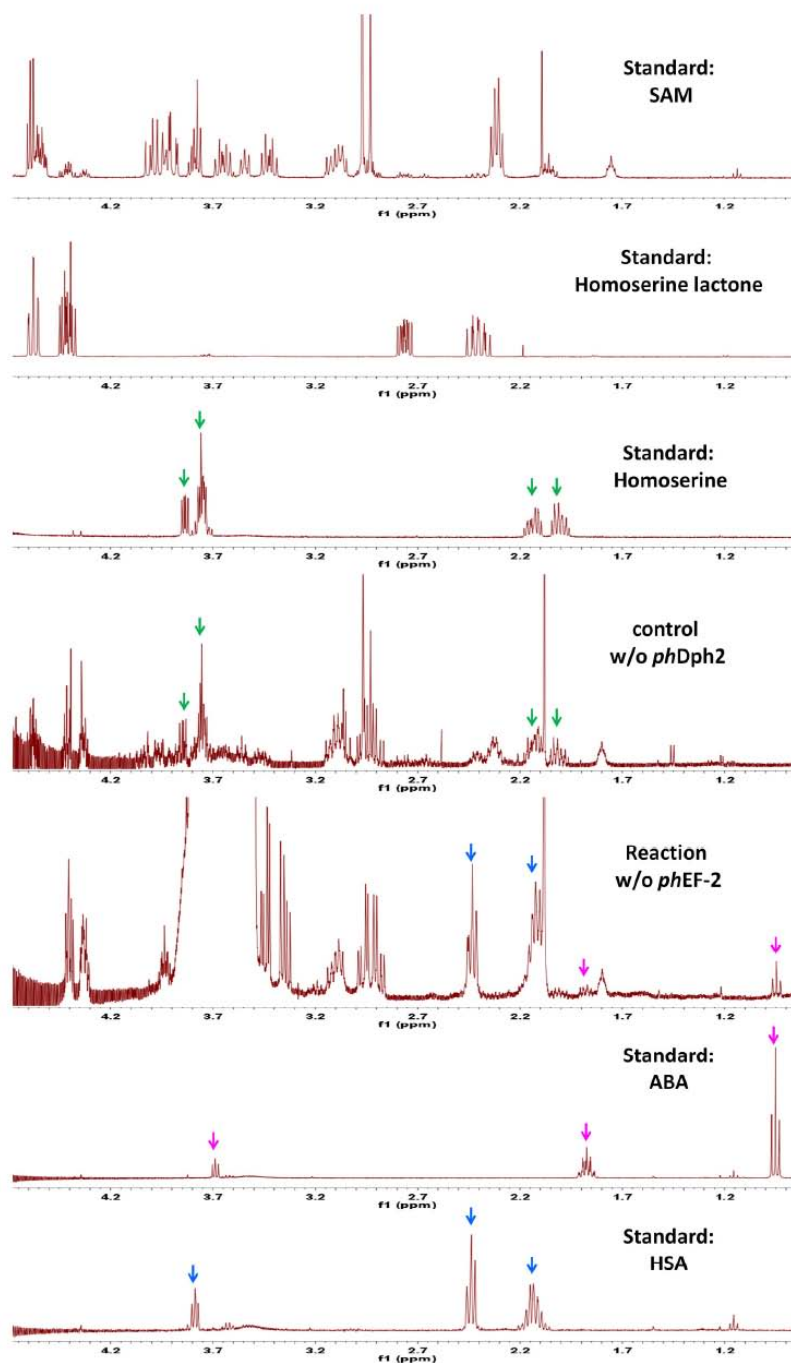 Standard:
SAM
4.2 3.7 3.2 2.7 2.2 1.7 1.2
f1 (ppm)
Standard:
Homoserine lactone
4.2 3.7 3.2 2.7 2.2 1.7 1.2
f1 (ppm)
Standard:
Homoserine
4.2 3.7 3.2 2.7 2.2 1.7 1.2
f1 (ppm)
control
w/o phDph2
4.2 3.7 3.2 2.7 2.2 1.7 1.2
f1 (ppm)
Reaction
w/o phEF-2
4.2 3.7 3.2 2.7 2.2 1.7 1.2
f1 (ppm)
Standard:
ABA
4.2 3.7 3.2 2.7 2.2 1.7 1.2
f1 (ppm)
Standard:
HSA
4.2 3.7 3.2 2.7 2.2 1.7 1.2
f1 (ppm)